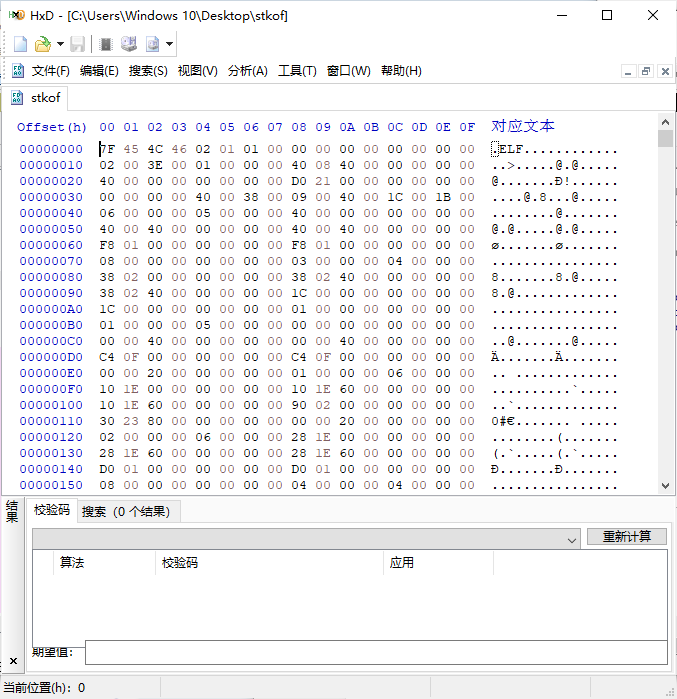 HxD - [C:\Users\Windows 10\Desktop\stkof]
文件(F) 编辑(E) 搜索(S) 视图(V) 分析(A) 工具(T) 窗口(W) 帮助(H)
stkof
Offset(h) 00 01 02 03 04 05 06 07 08 09 0A 0B 0C 0D 0E 0F 对应文本
00000000 7F 45 4C 46 02 01 01 00 00 00 00 00 00 00 00 00 .ELF............
00000010 02 00 3E 00 01 00 00 00 40 08 40 00 00 00 00 00 ..>.....@.@.....
00000020 40 00 00 00 00 00 00 00 D0 21 00 00 00 00 00 00 @.......Ð!......
00000030 00 00 00 00 40 00 38 00 09 00 40 00 1C 00 1B 00 ....@.8...@.....
00000040 06 00 00 00 05 00 00 00 40 00 00 00 00 00 00 00 ........@.......
00000050 40 00 40 00 00 00 00 00 40 00 40 00 00 00 00 00 @.@.....@.@.....
00000060 F8 01 00 00 00 00 00 00 F8 01 00 00 00 00 00 00 ø.......ø.......
00000070 08 00 00 00 00 00 00 00 03 00 00 00 04 00 00 00 ................
00000080 38 02 00 00 00 00 00 00 38 02 40 00 00 00 00 00 8.......8.@.....
00000090 38 02 40 00 00 00 00 00 1C 00 00 00 00 00 00 00 8.@.............
000000A0 1C 00 00 00 00 00 00 00 01 00 00 00 00 00 00 00 ................
000000B0 01 00 00 00 05 00 00 00 00 00 00 00 00 00 00 00 ................
000000C0 00 00 40 00 00 00 00 00 00 00 40 00 00 00 00 00 ..@.......@.....
000000D0 C4 0F 00 00 00 00 00 00 C4 0F 00 00 00 00 00 00 Ä.......Ä.......
000000E0 00 00 20 00 00 00 00 00 01 00 00 00 06 00 00 00 .. .............
000000F0 10 1E 00 00 00 00 00 00 10 1E 60 00 00 00 00 00 ..........`.....
00000100 10 1E 60 00 00 00 00 00 90 02 00 00 00 00 00 00 ..`.............
00000110 30 23 80 00 00 00 00 00 00 00 20 00 00 00 00 00 0#€....... .....
00000120 02 00 00 00 06 00 00 00 28 1E 00 00 00 00 00 00 ........(.......
00000130 28 1E 60 00 00 00 00 00 28 1E 60 00 00 00 00 00 (.`.....(.`.....
00000140 D0 01 00 00 00 00 00 00 D0 01 00 00 00 00 00 00 Ð.......Ð.......
00000150 08 00 00 00 00 00 00 00 04 00 00 00 04 00 00 00 ................
结果
校验码 搜索（0 个结果）
重新计算
算法 校验码 应用
期望值：
当前位置(h)： 0